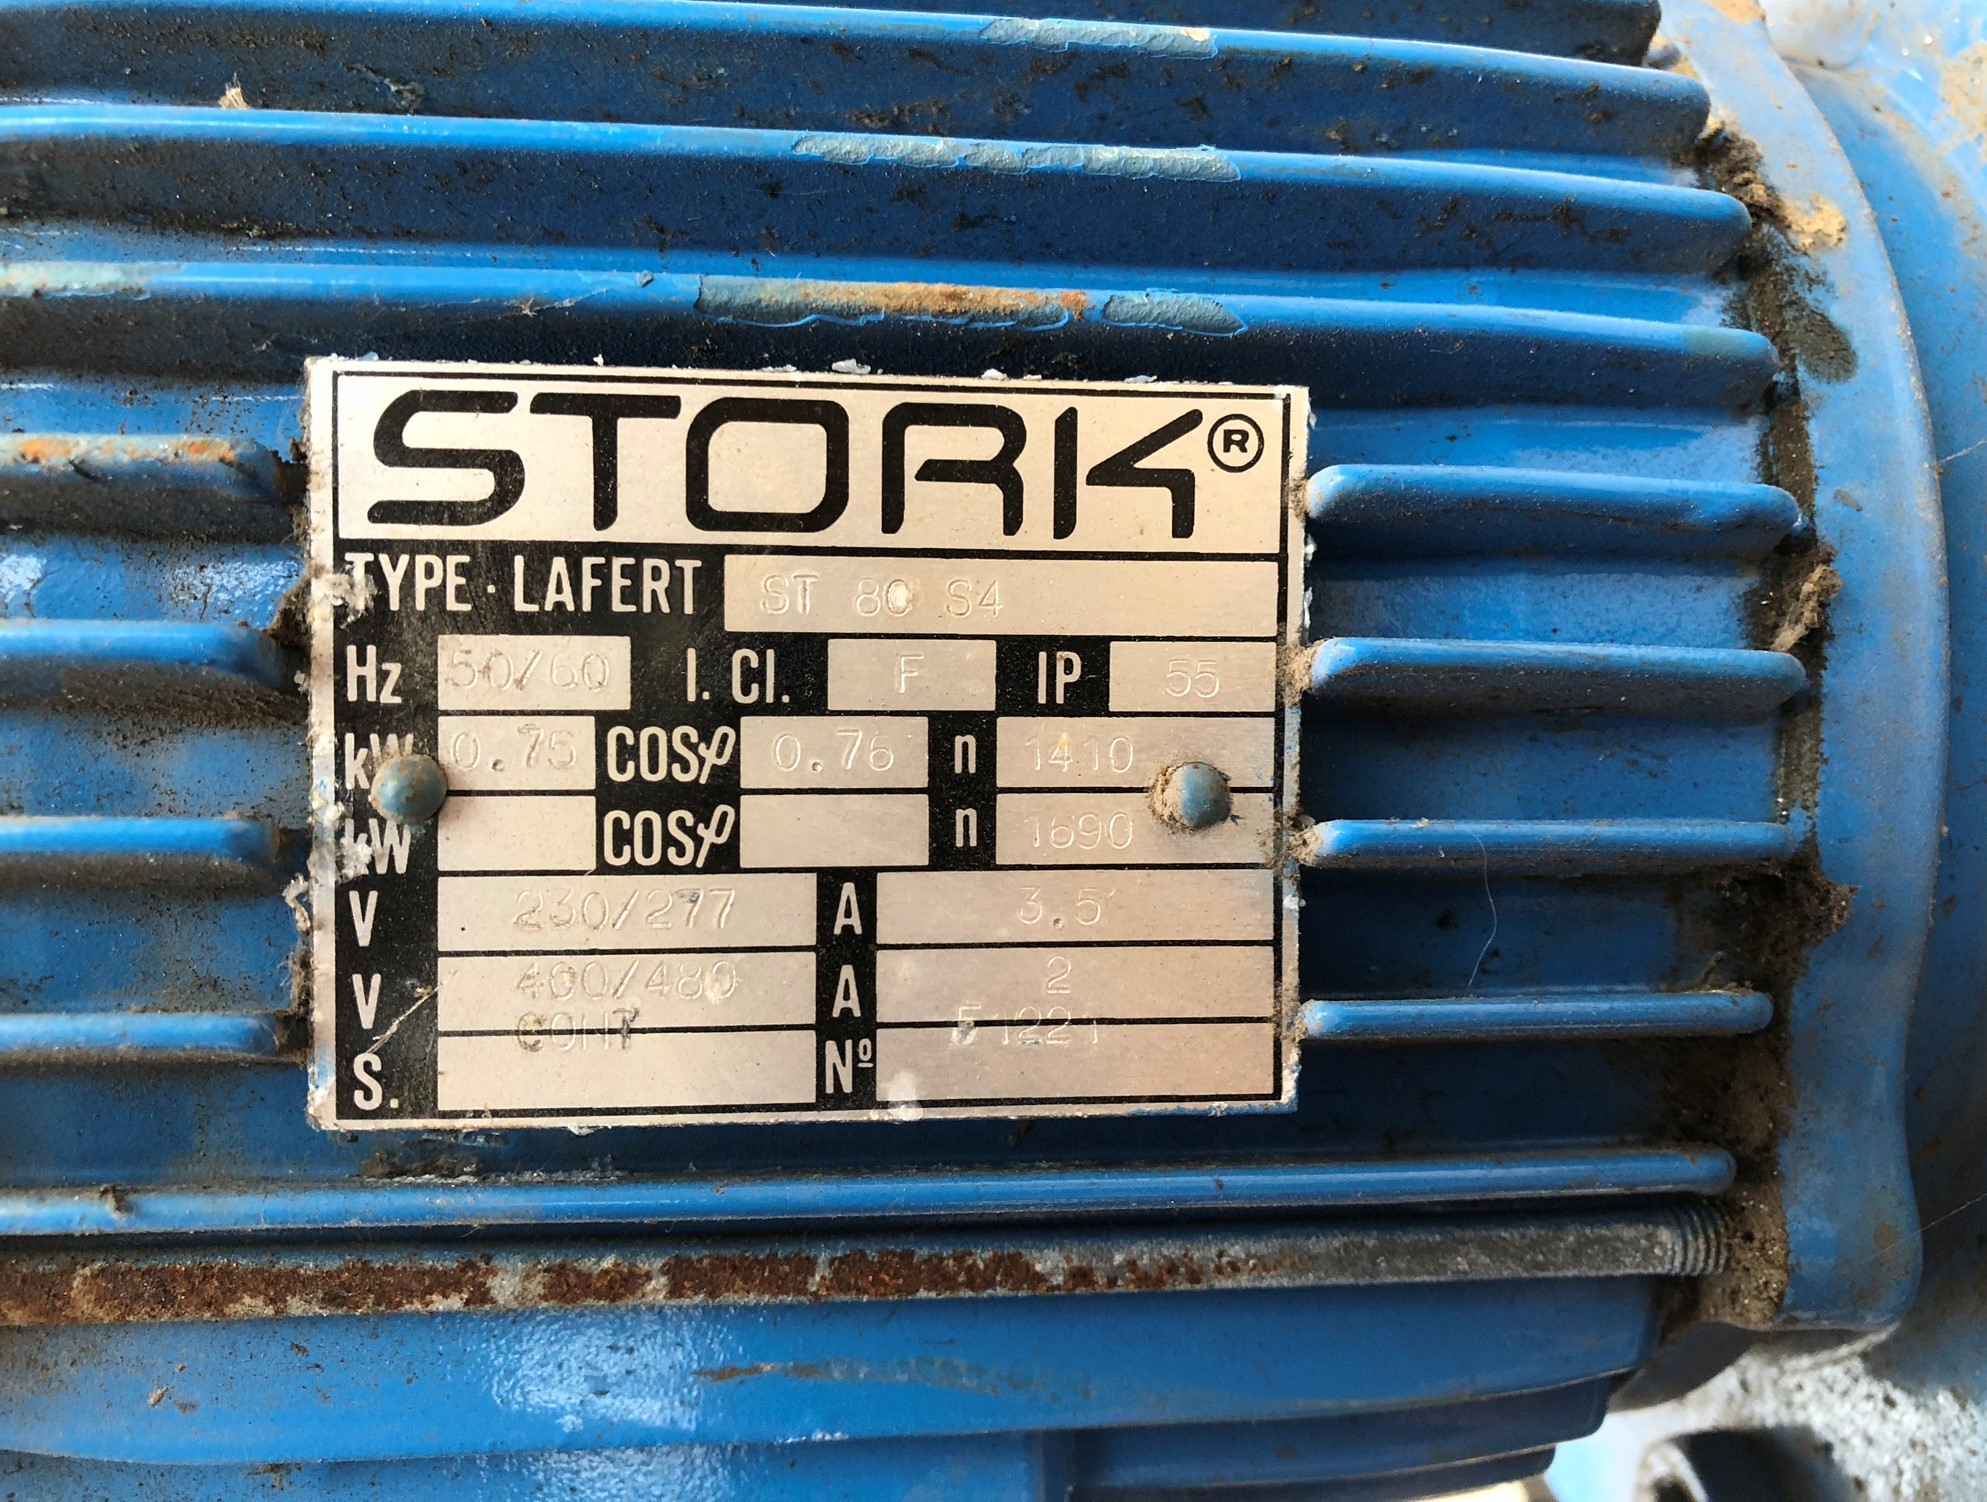 STORK®
TYPE · LAFERT ST 80 S4
Hz 50/60 I. Cl. F IP 55
kW 0.75 COSφ 0.76 n 1410
kW COSφ n 1690
V 230/277 A 3.5
V 400/480 A 2
S. CONT Nº F1221